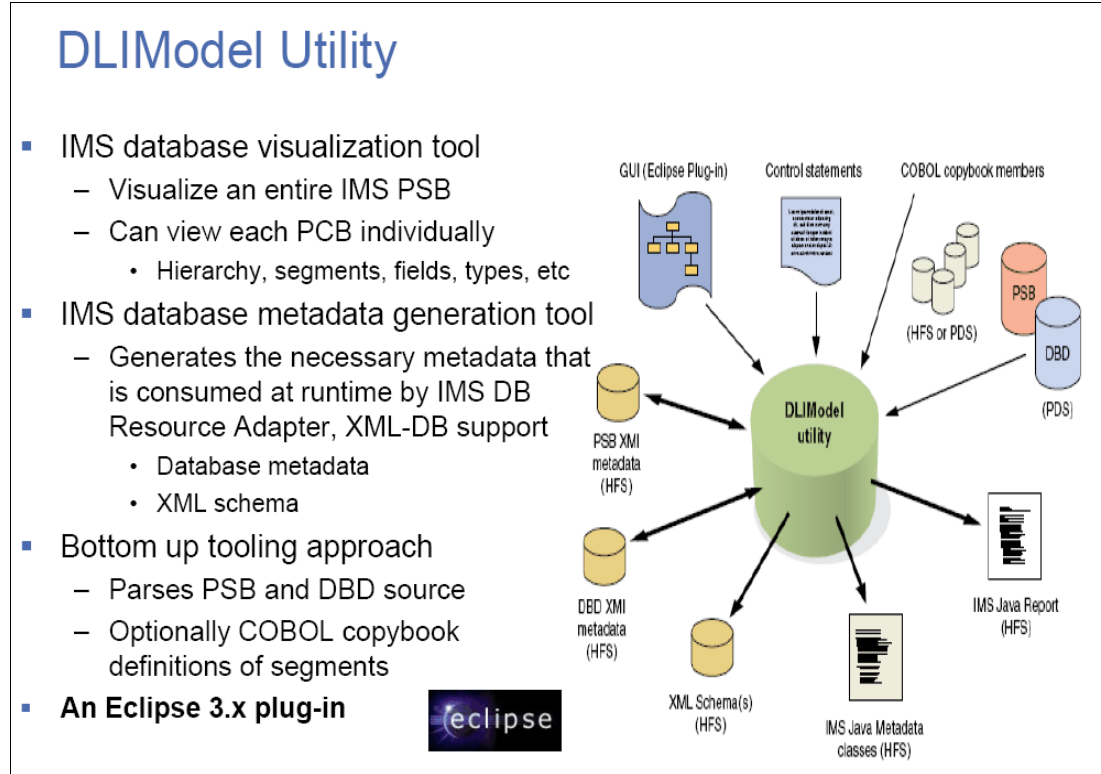 DLIModel Utility
▪ IMS database visualization tool
– Visualize an entire IMS PSB
– Can view each PCB individually
• Hierarchy, segments, fields, types, etc
▪ IMS database metadata generation tool
– Generates the necessary metadata that
is consumed at runtime by IMS DB
Resource Adapter, XML-DB support
• Database metadata
• XML schema
▪ Bottom up tooling approach
– Parses PSB and DBD source
– Optionally COBOL copybook
definitions of segments
▪ An Eclipse 3.x plug-in
eclipse
GUI (Eclipse Plug-in)
Control statements
COBOL copybook members
(HFS or PDS)
PSB
DBD
(PDS)
DLIModel
utility
PSB XMI
metadata
(HFS)
DBD XMI
metadata
(HFS)
XML Schema(s)
(HFS)
IMS Java Metadata
classes (HFS)
IMS Java Report
(HFS)